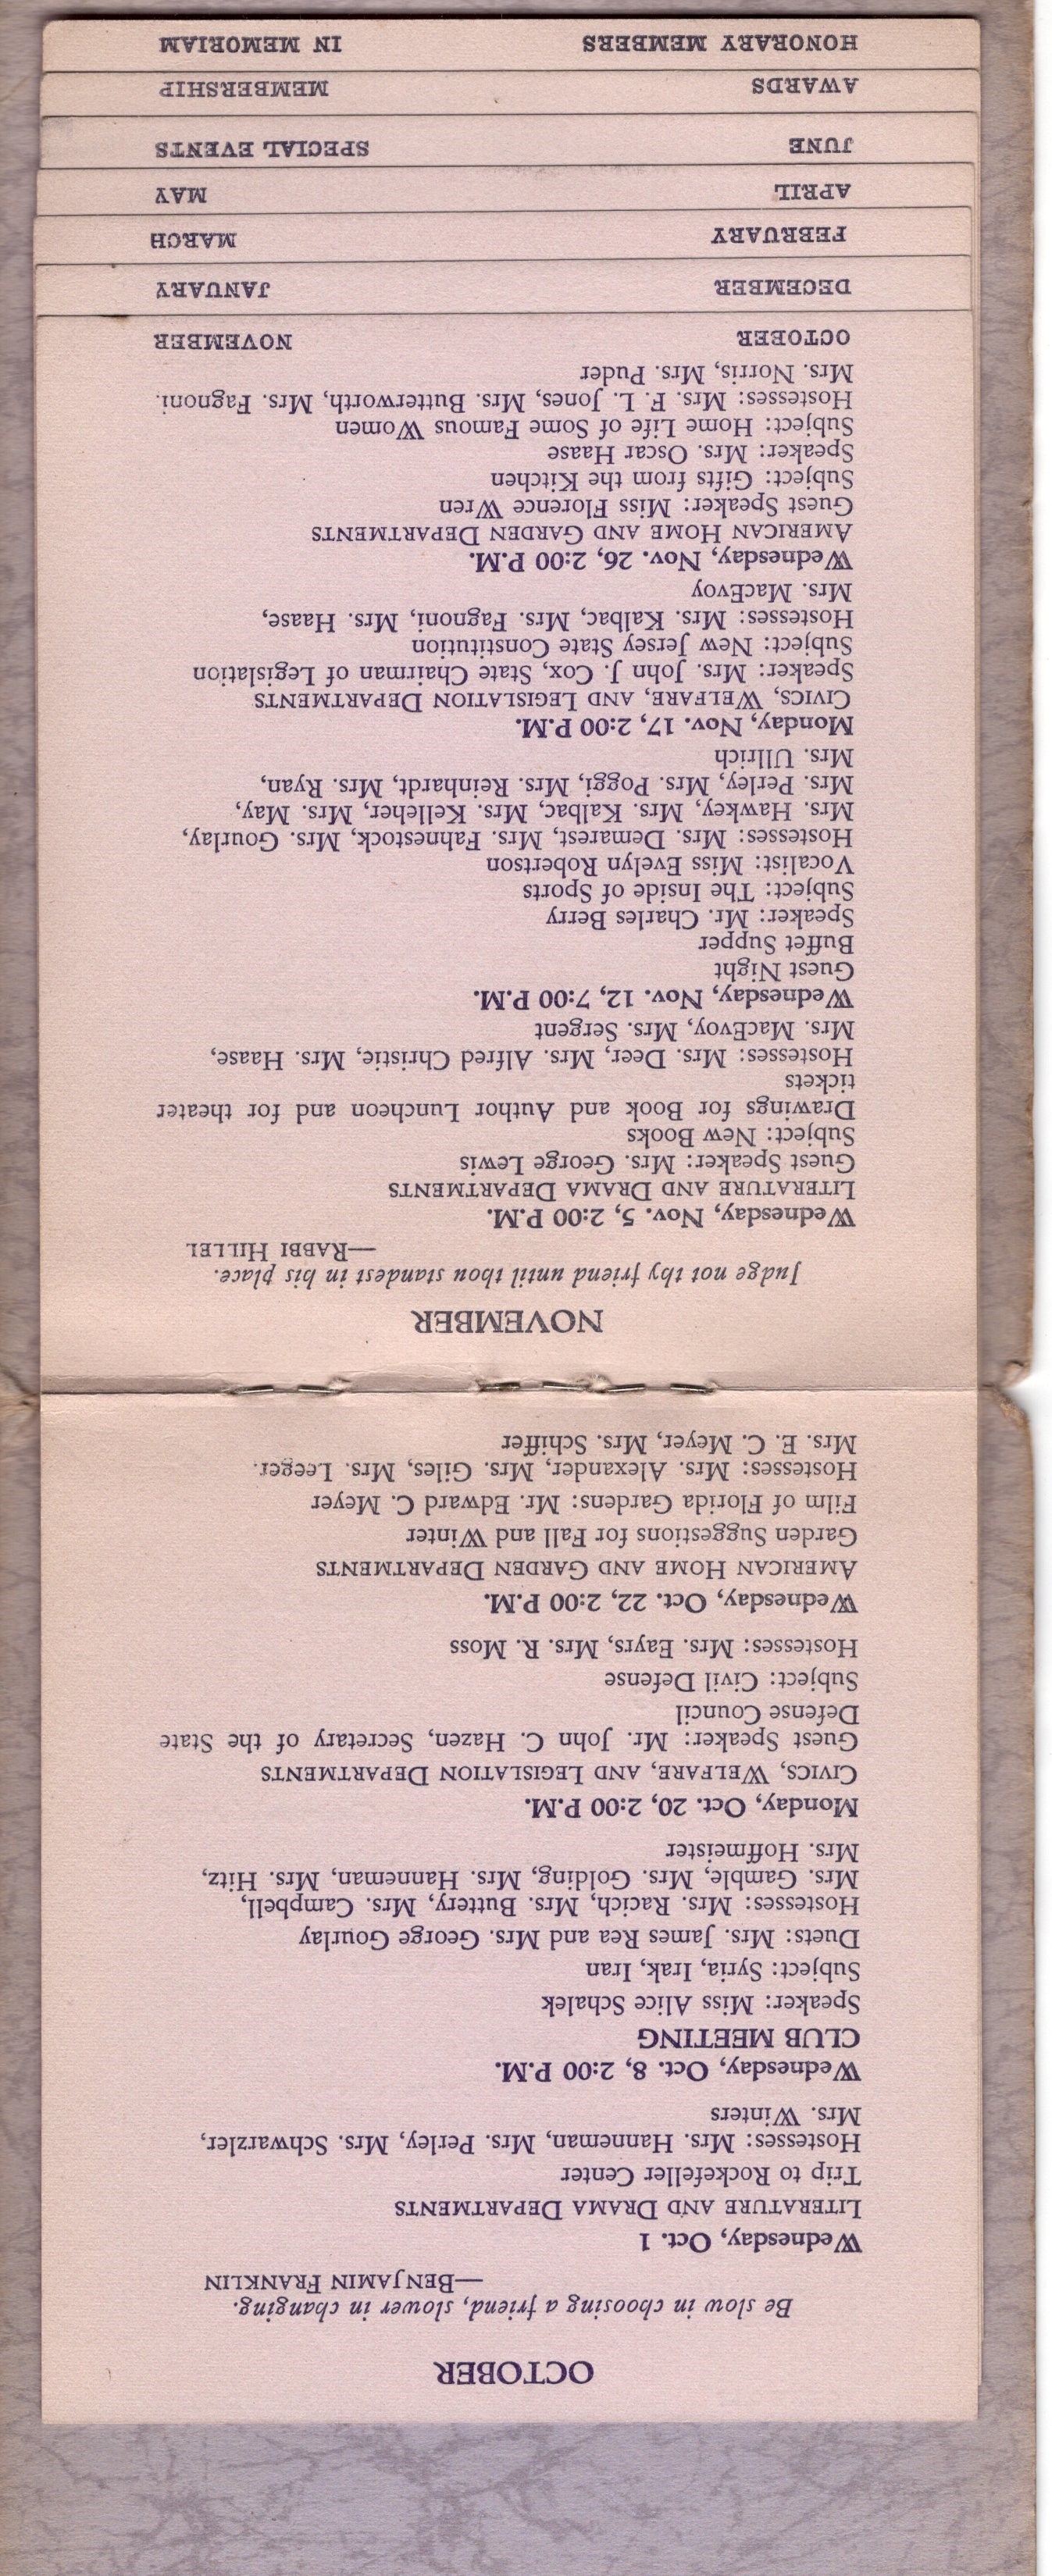 OCTOBER
Be slow in choosing a friend, slower in changing.
—BENJAMIN FRANKLIN
Wednesday, Oct. 1
LITERATURE AND DRAMA DEPARTMENTS
Trip to Rockefeller Center
Hostesses: Mrs. Hanneman, Mrs. Perley, Mrs. Schwarzler,
Mrs. Winters
Wednesday, Oct. 8, 2:00 P.M.
CLUB MEETING
Speaker: Miss Alice Schalek
Subject: Syria, Irak, Iran
Duets: Mrs. James Rea and Mrs. George Gourlay
Hostesses: Mrs. Racich, Mrs. Buttery, Mrs. Campbell,
Mrs. Gamble, Mrs. Golding, Mrs. Hanneman, Mrs. Hitz,
Mrs. Hoffmeister
Monday, Oct. 20, 2:00 P.M.
CIVICS, WELFARE, AND LEGISLATION DEPARTMENTS
Guest Speaker: Mr. John C. Hazen, Secretary of the State
Defense Council
Subject: Civil Defense
Hostesses: Mrs. Eayrs, Mrs. R. Moss
Wednesday, Oct. 22, 2:00 P.M.
AMERICAN HOME AND GARDEN DEPARTMENTS
Garden Suggestions for Fall and Winter
Film of Florida Gardens: Mr. Edward C. Meyer
Hostesses: Mrs. Alexander, Mrs. Giles, Mrs. Leeger,
Mrs. E. C. Meyer, Mrs. Schiffer
NOVEMBER
Judge not thy friend until thou standest in his place.
—RABBI HILLEL
Wednesday, Nov. 5, 2:00 P.M.
LITERATURE AND DRAMA DEPARTMENTS
Guest Speaker: Mrs. George Lewis
Subject: New Books
Drawings for Book and Author Luncheon and for theater
tickets
Hostesses: Mrs. Deer, Mrs. Alfred Christie, Mrs. Haase,
Mrs. MacEvoy, Mrs. Sergent
Wednesday, Nov. 12, 7:00 P.M.
Guest Night
Buffet Supper
Speaker: Mr. Charles Berry
Subject: The Inside of Sports
Vocalist: Miss Evelyn Robertson
Hostesses: Mrs. Demarest, Mrs. Fahnestock, Mrs. Gourlay,
Mrs. Hawkey, Mrs. Kalbac, Mrs. Kelleher, Mrs. May,
Mrs. Perley, Mrs. Poggi, Mrs. Reinhardt, Mrs. Ryan,
Mrs. Ullrich
Monday, Nov. 17, 2:00 P.M.
CIVICS, WELFARE, AND LEGISLATION DEPARTMENTS
Speaker: Mrs. John J. Cox, State Chairman of Legislation
Subject: New Jersey State Constitution
Hostesses: Mrs. Kalbac, Mrs. Fagnoni, Mrs. Haase,
Mrs. MacEvoy
Wednesday, Nov. 26, 2:00 P.M.
AMERICAN HOME AND GARDEN DEPARTMENTS
Guest Speaker: Miss Florence Wren
Subject: Gifts from the Kitchen
Speaker: Mrs. Oscar Haase
Subject: Home Life of Some Famous Women
Hostesses: Mrs. F. L. Jones, Mrs. Butterworth, Mrs. Fagnoni,
Mrs. Norris, Mrs. Puder
OCTOBER NOVEMBER
DECEMBER JANUARY
FEBRUARY MARCH
APRIL MAY
JUNE SPECIAL EVENTS
AWARDS MEMBERSHIP
HONORARY MEMBERS IN MEMORIAM